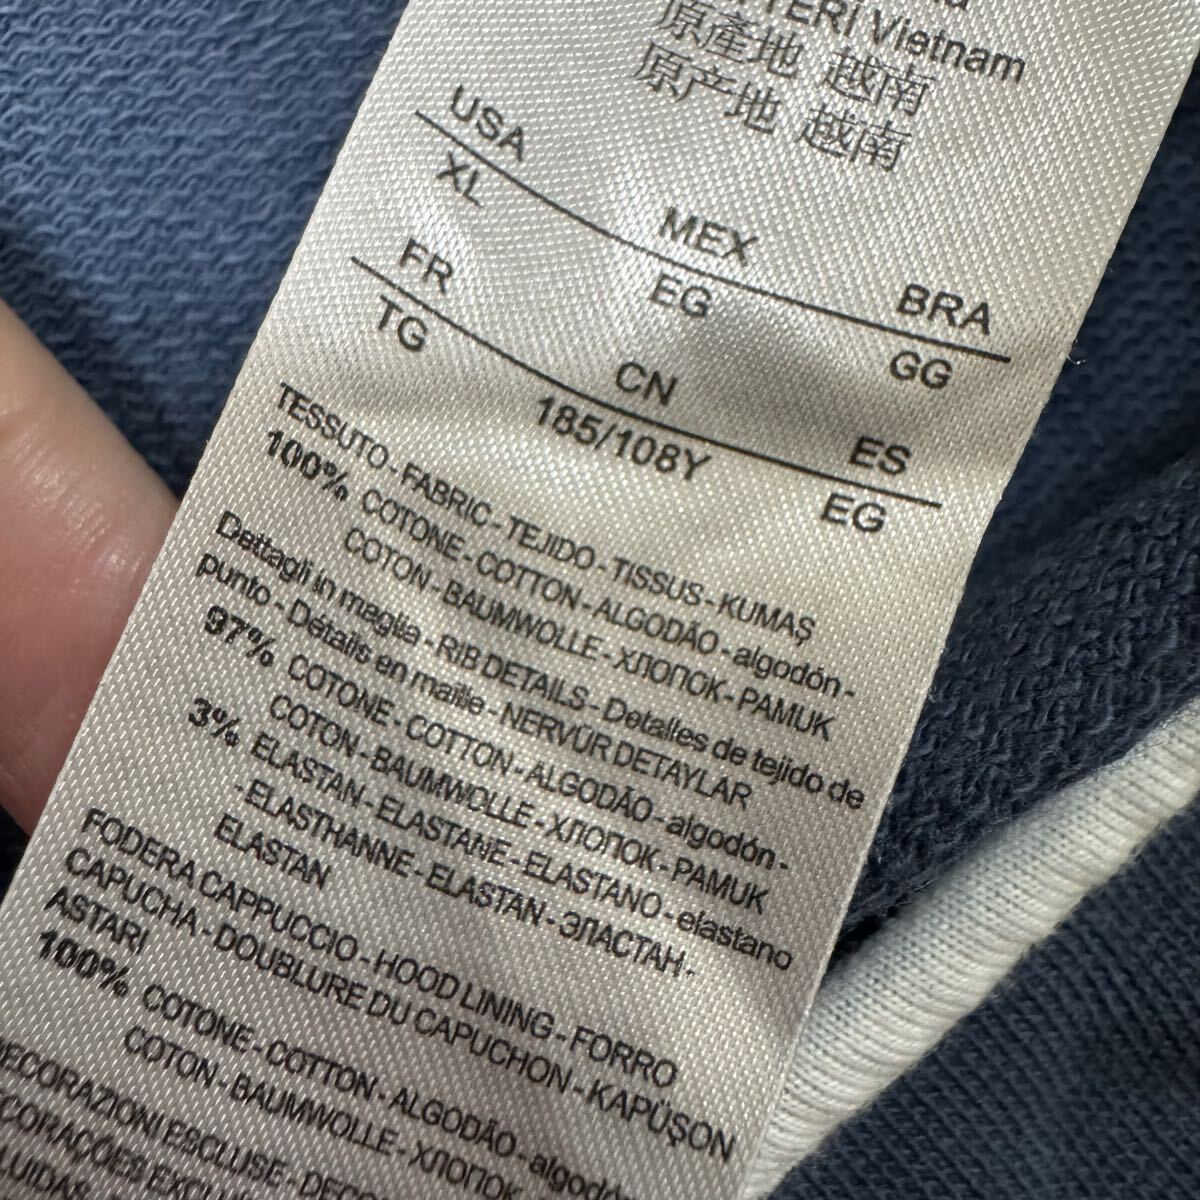 Vietnam
原產地 越南
原产地 越南
USA MEX BRA
XL EG GG
FR CN ES
TG 185/108Y EG
TESSUTO - FABRIC - TEJIDO - TISSUS - KUMAŞ
100% COTONE - COTTON - ALGODÃO - algodón -
COTON - BAUMWOLLE - ХЛОПОК - PAMUK
Dettagli in maglia - RIB DETAILS - Detalles de tejido de
punto - Détails en maille - NERVÜR DETAYLAR
97% COTONE - COTTON - ALGODÃO - algodón -
COTON - BAUMWOLLE - ХЛОПОК - PAMUK
3% ELASTAN - ELASTANE - ELASTANO - elastano
- ELASTHANNE - ELASTAN - ЭЛАСТАН -
ELASTAN
FODERA CAPPUCCIO - HOOD LINING - FORRO
CAPUCHA - DOUBLURE DU CAPUCHON - KAPÜŞON
ASTARI
100% COTONE - COTTON - ALGODÃO - algodón
COTON - BAUMWOLLE - ХЛОПОК -
DECORAZIONI ESCLUSE -